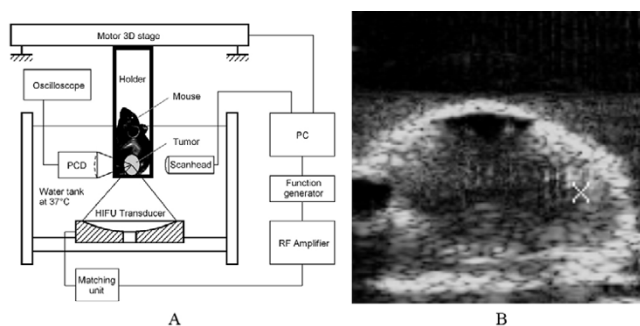 Motor 3D stage
Holder
Oscilloscope
Mouse
Tumor
PCD
Scanhead
PC
Water tank
at 37°C
HIFU Transducer
Function
generator
RF Amplifier
Matching
unit
A
B